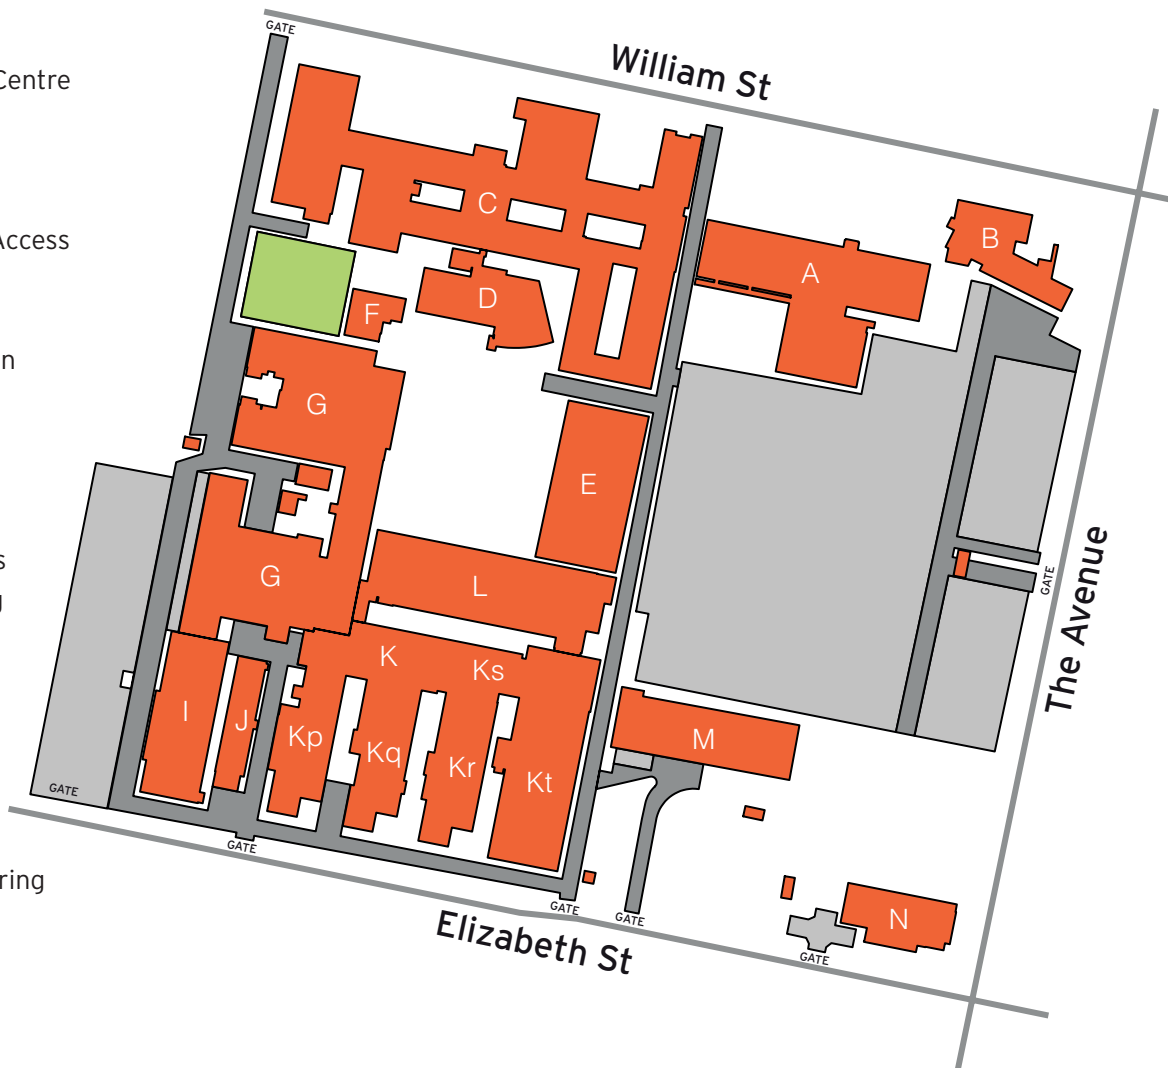 GATE
William St
Centre
C
Access
B
A
D
F
n
G
E
s
G
L
g
GATE
The Avenue
K
Ks
I
J
Kp
Kq
Kr
Kt
M
GATE
GATE
ring
GATE
GATE
N
Elizabeth St
GATE